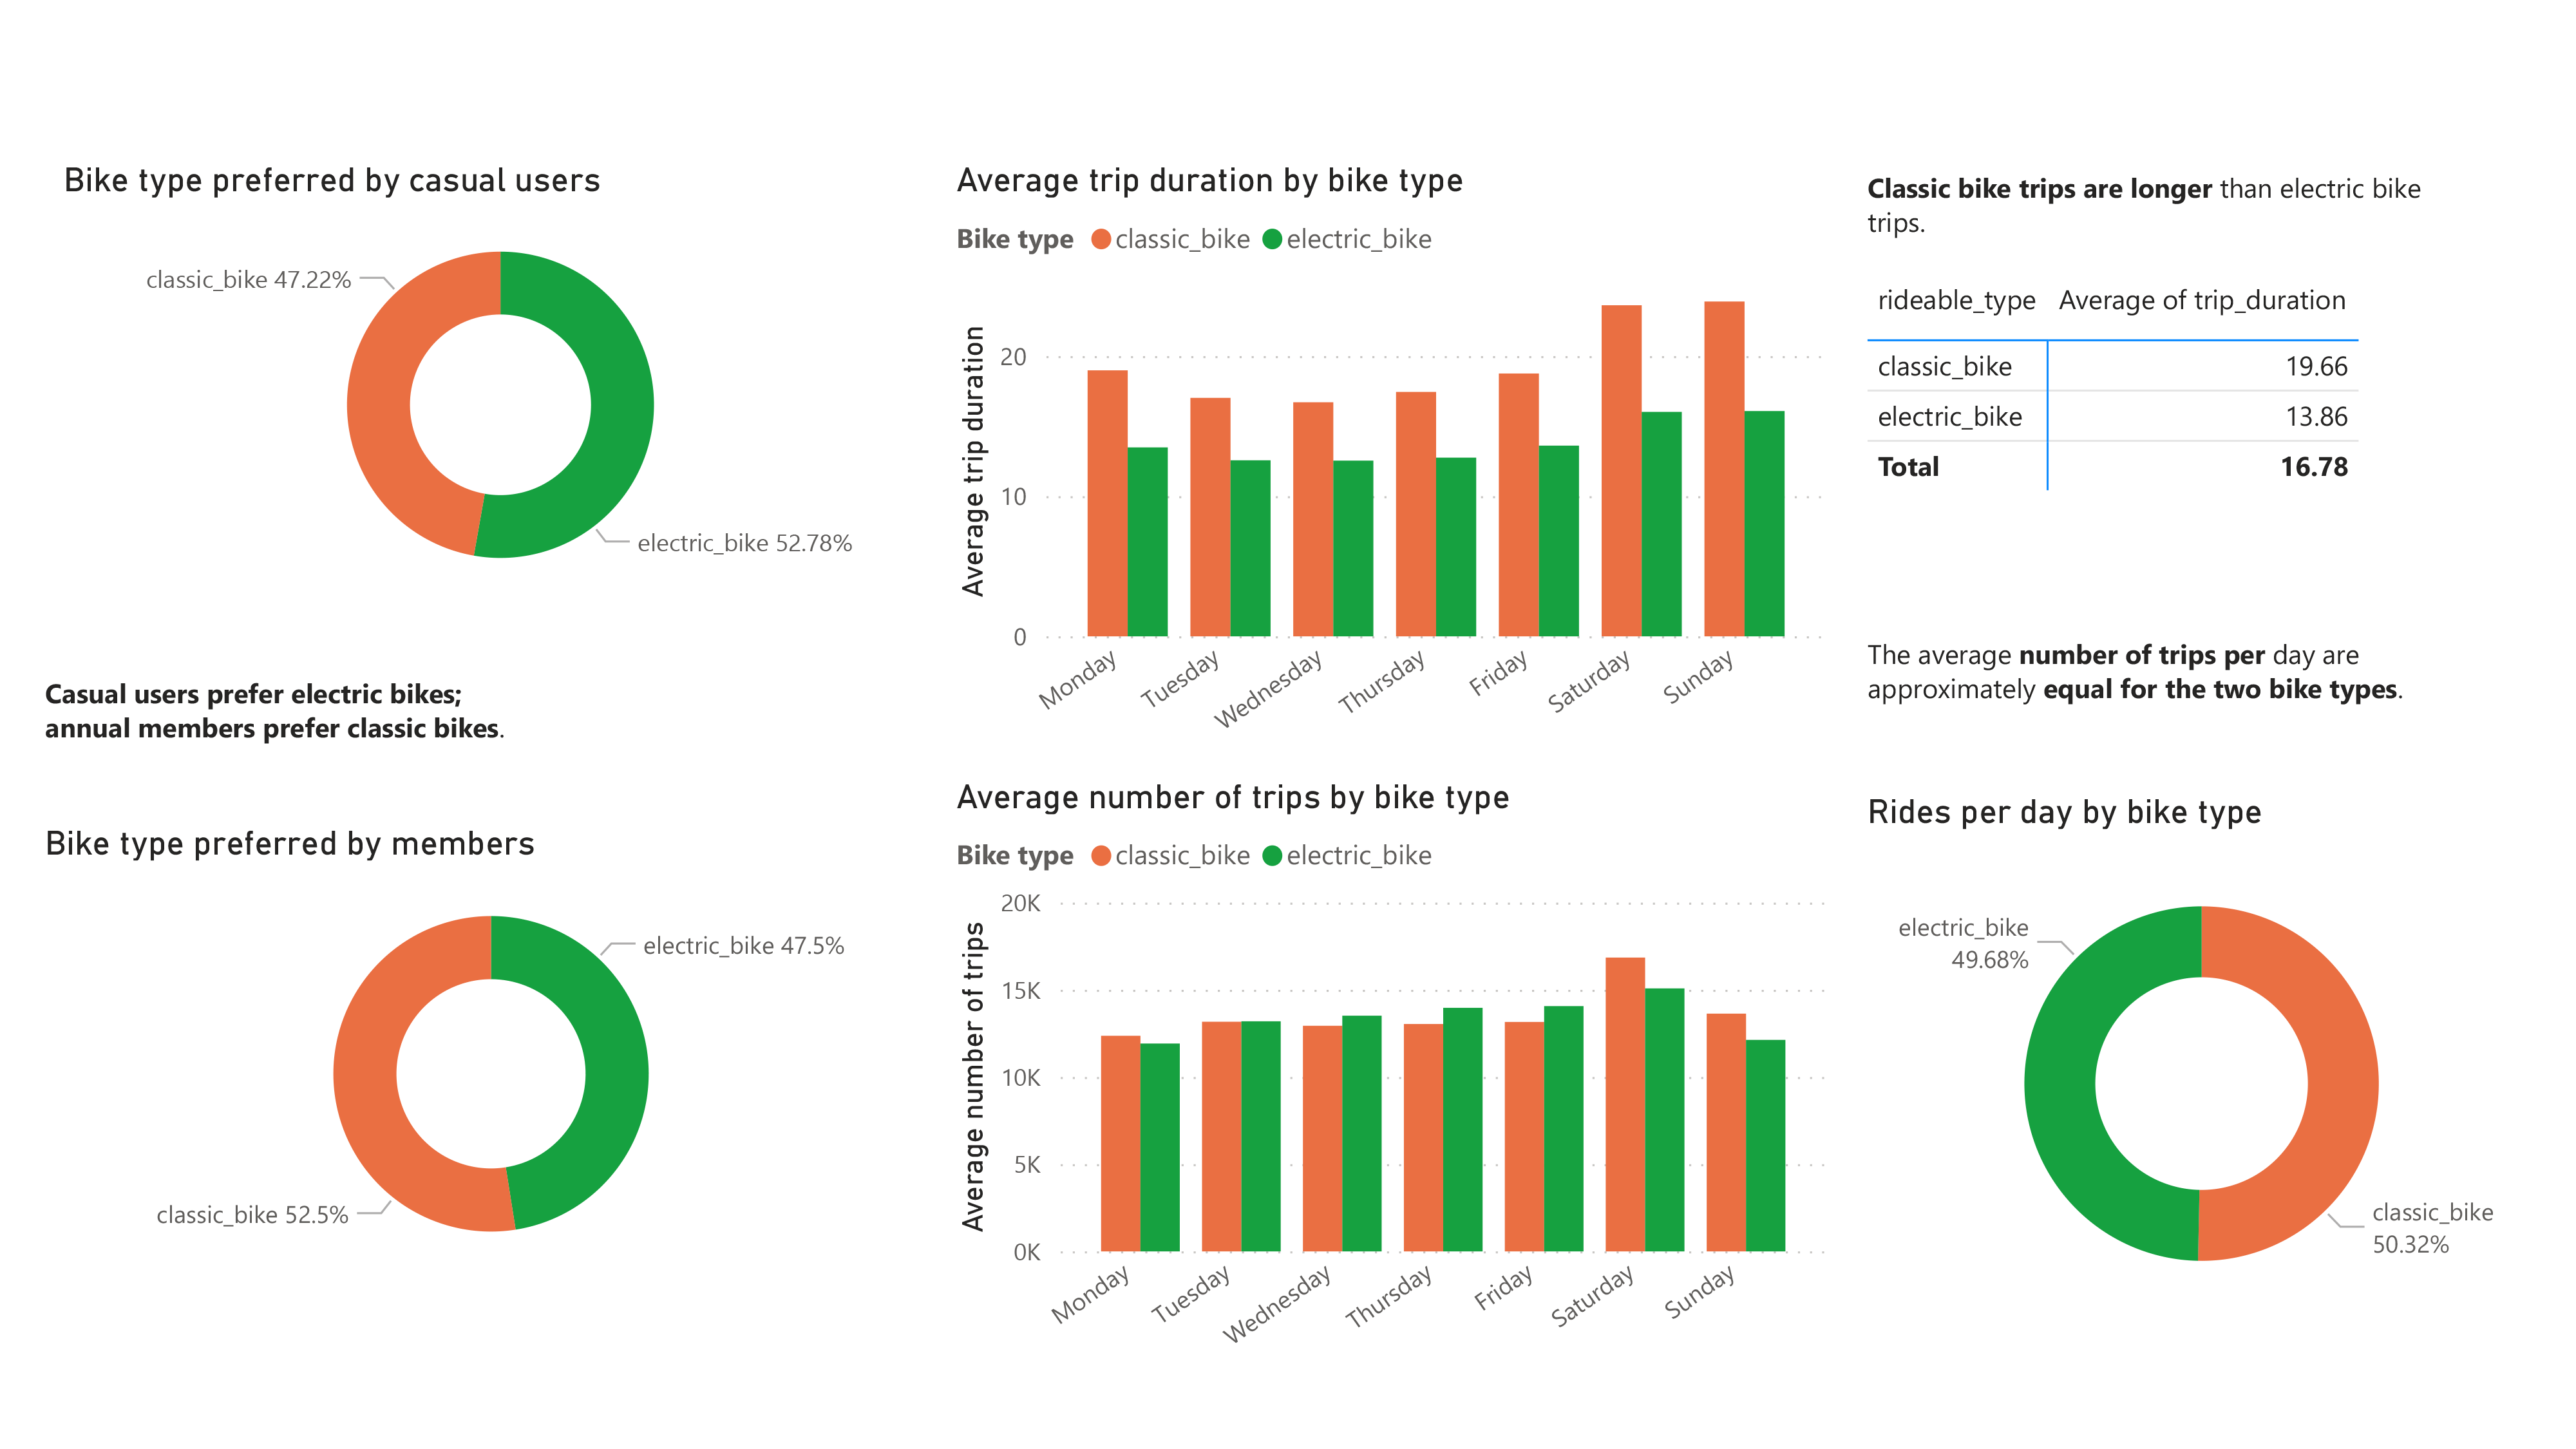 Bike type preferred by casual users
classic_bike 47.22%
electric_bike 52.78%
Casual users prefer electric bikes;
annual members prefer classic bikes.
Bike type preferred by members
electric_bike 47.5%
classic_bike 52.5%
Average trip duration by bike type
Bike type classic_bike electric_bike
Average trip duration
20
10
0
Monday
Tuesday
Wednesday
Thursday
Friday
Saturday
Sunday
Average number of trips by bike type
Bike type classic_bike electric_bike
Average number of trips
20K
15K
10K
5K
0K
Monday
Tuesday
Wednesday
Thursday
Friday
Saturday
Sunday
Classic bike trips are longer than electric bike
trips.
rideable_type Average of trip_duration
classic_bike 19.66
electric_bike 13.86
Total 16.78
The average number of trips per day are
approximately equal for the two bike types.
Rides per day by bike type
electric_bike
49.68%
classic_bike
50.32%